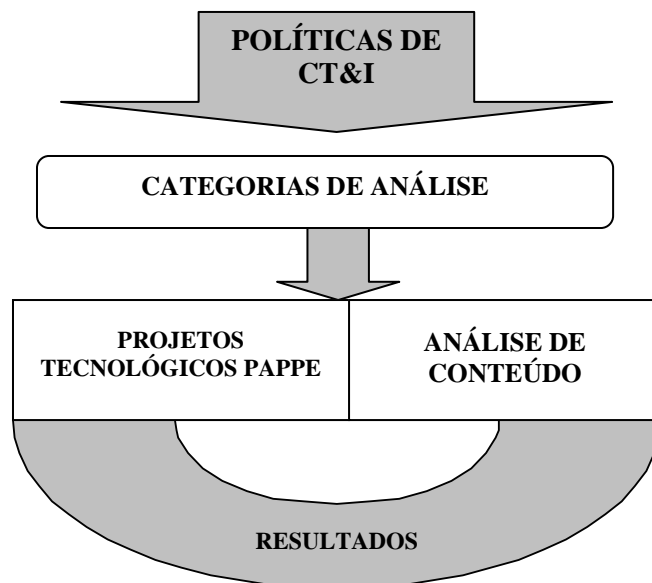 POLÍTICAS DE
CT&I
CATEGORIAS DE ANÁLISE
PROJETOS
TECNOLÓGICOS PAPPE
ANÁLISE DE
CONTEÚDO
RESULTADOS